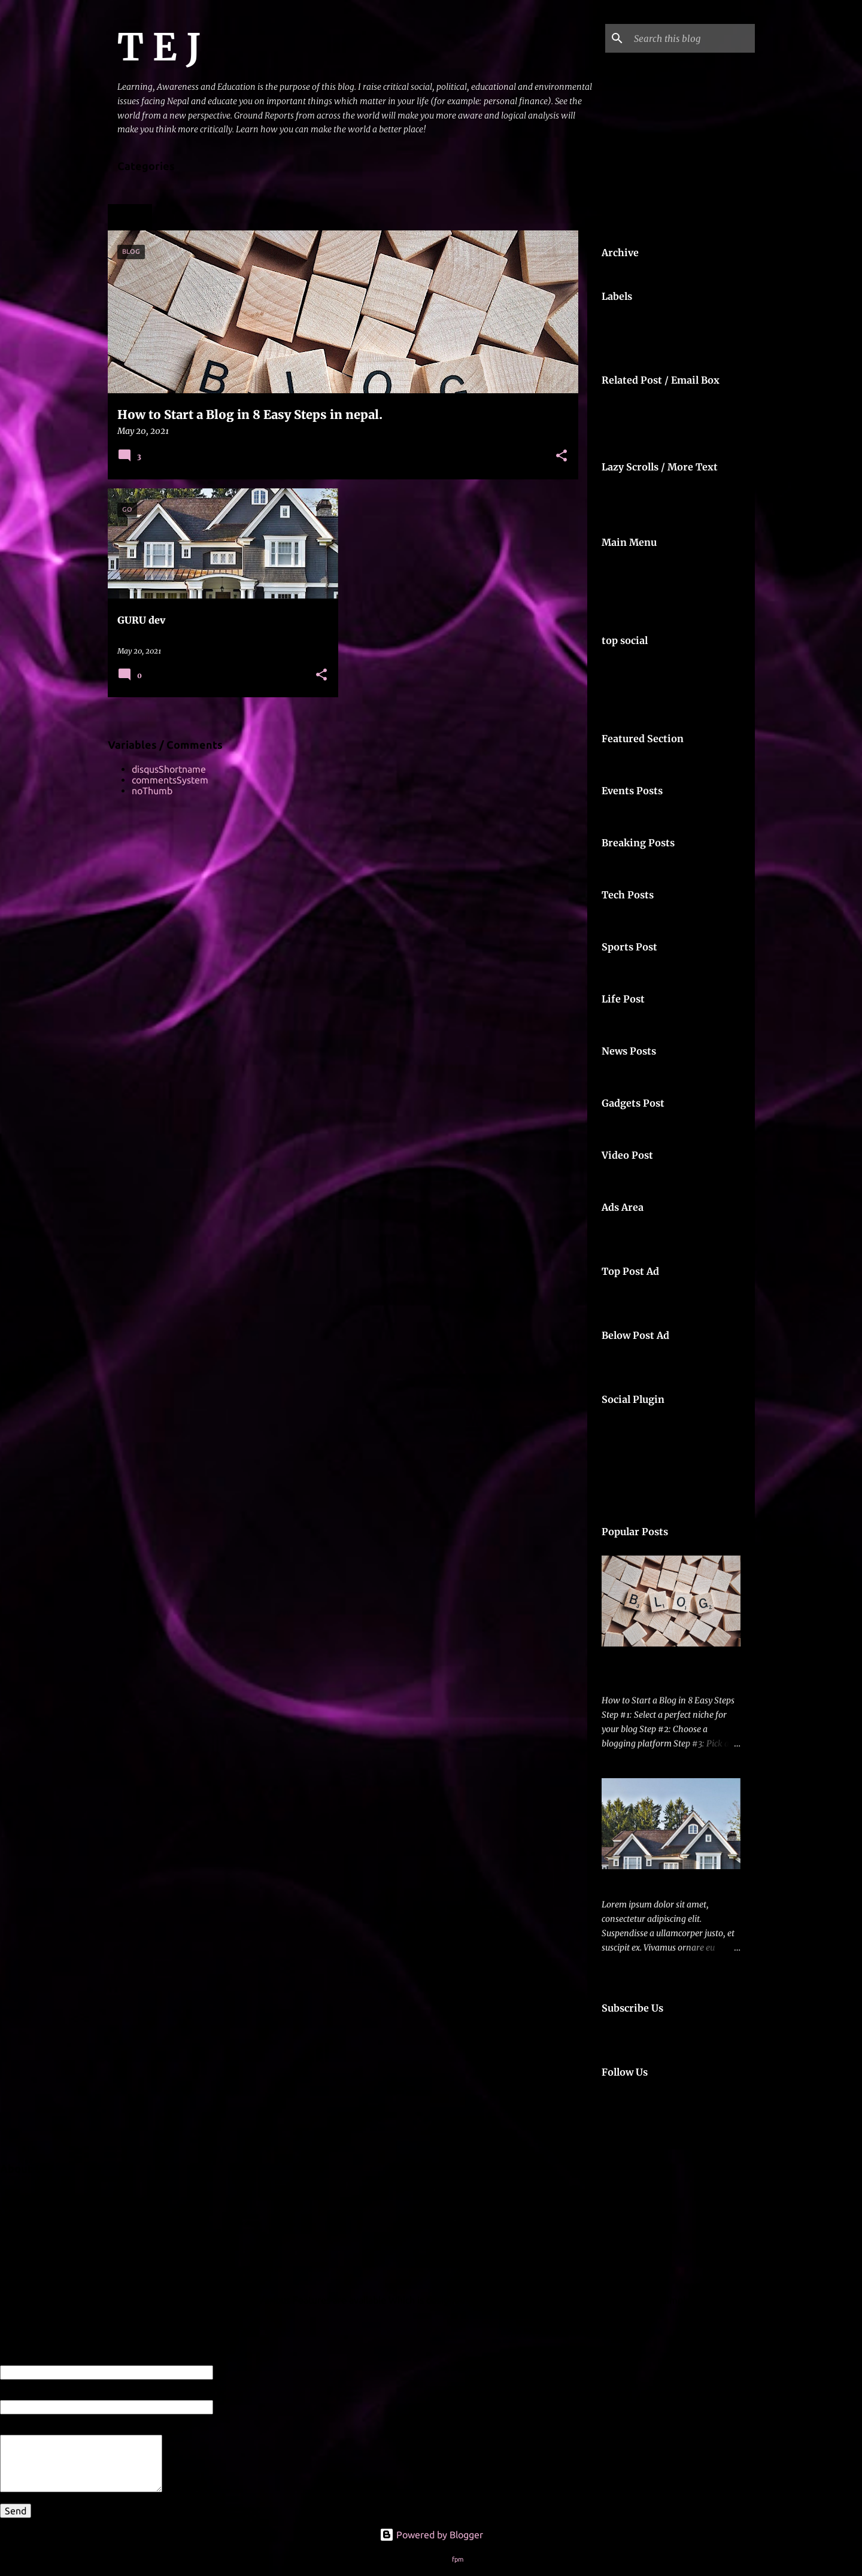 T E J
Search this blog
Learning, Awareness and Education is the purpose of this blog. I raise critical social, political, educational and environmental
issues facing Nepal and educate you on important things which matter in your life (for example: personal finance). See the
world from a new perspective. Ground Reports from across the world will make you more aware and logical analysis will
make you think more critically. Learn how you can make the world a better place!
Categories
BLOG
B L O G
How to Start a Blog in 8 Easy Steps in nepal.
May 20, 2021
3
GO
GURU dev
May 20, 2021
0
Variables / Comments
disqusShortname
commentsSystem
noThumb
Archive
Labels
Related Post / Email Box
Lazy Scrolls / More Text
Main Menu
top social
Featured Section
Events Posts
Breaking Posts
Tech Posts
Sports Post
Life Post
News Posts
Gadgets Post
Video Post
Ads Area
Top Post Ad
Below Post Ad
Social Plugin
Popular Posts
B L O G
How to Start a Blog in 8 Easy Steps
Step #1: Select a perfect niche for
your blog Step #2: Choose a
blogging platform Step #3: Pick ...
Lorem ipsum dolor sit amet,
consectetur adipiscing elit.
Suspendisse a ullamcorper justo, et
suscipit ex. Vivamus ornare eu ...
Subscribe Us
Follow Us
Send
Powered by Blogger
fpm